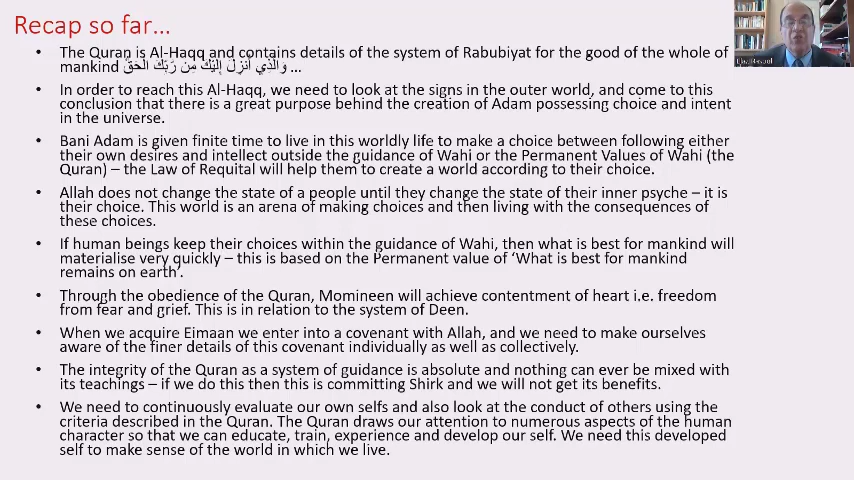 Recap so far...
• The Quran is Al-Haqq and contains details of the system of Rabubiyat for the good of the whole of
mankind وَالَّذِي أُنزِلَ إِلَيْكَ مِن رَّبِّكَ الْحَقُّ ...
• In order to reach this Al-Haqq, we need to look at the signs in the outer world, and come to this
conclusion that there is a great purpose behind the creation of Adam possessing choice and intent
in the universe.
• Bani Adam is given finite time to live in this worldly life to make a choice between following either
their own desires and intellect outside the guidance of Wahi or the Permanent Values of Wahi (the
Quran) – the Law of Requital will help them to create a world according to their choice.
• Allah does not change the state of a people until they change the state of their inner psyche – it is
their choice. This world is an arena of making choices and then living with the consequences of
these choices.
• If human beings keep their choices within the guidance of Wahi, then what is best for mankind will
materialise very quickly – this is based on the Permanent value of 'What is best for mankind
remains on earth'.
• Through the obedience of the Quran, Momineen will achieve contentment of heart i.e. freedom
from fear and grief. This is in relation to the system of Deen.
• When we acquire Eimaan we enter into a covenant with Allah, and we need to make ourselves
aware of the finer details of this covenant individually as well as collectively.
• The integrity of the Quran as a system of guidance is absolute and nothing can ever be mixed with
its teachings – if we do this then this is committing Shirk and we will not get its benefits.
• We need to continuously evaluate our own selfs and also look at the conduct of others using the
criteria described in the Quran. The Quran draws our attention to numerous aspects of the human
character so that we can educate, train, experience and develop our self. We need this developed
self to make sense of the world in which we live.